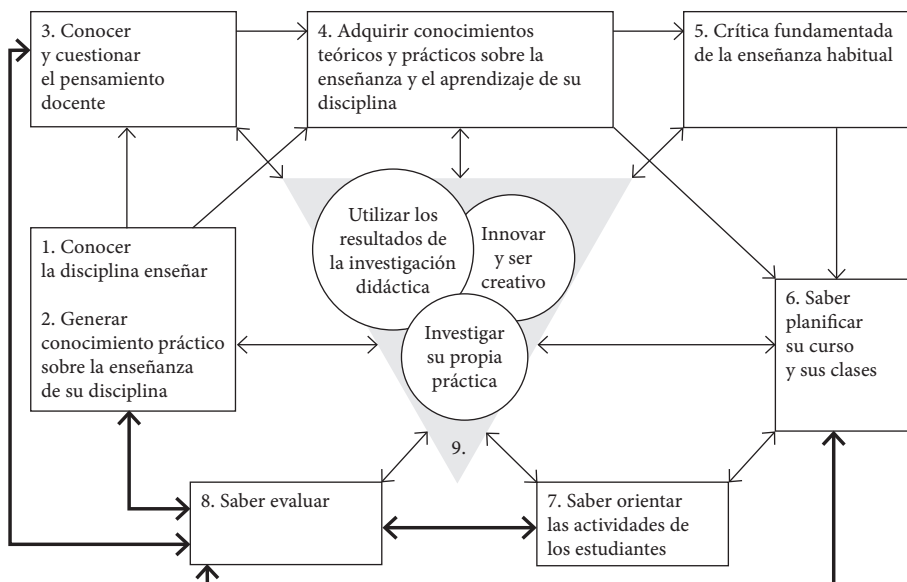 3. Conocer
y cuestionar
el pensamiento
docente
4. Adquirir conocimientos
teóricos y prácticos sobre la
enseñanza y el aprendizaje de su
disciplina
5. Crítica fundamentada
de la enseñanza habitual
Utilizar los
resultados de
la investigación
didáctica
Innovar
y ser
creativo
Investigar
su propia
práctica
9.
1. Conocer
la disciplina enseñar
2. Generar
conocimiento práctico
sobre la enseñanza
de su disciplina
6. Saber
planificar
su curso
y sus clases
8. Saber evaluar
7. Saber orientar
las actividades de
los estudiantes